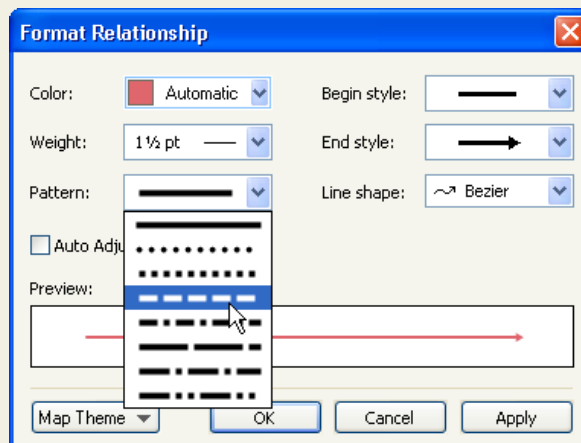 Format Relationship
Color: Automatic Begin style:
Weight: 1½ pt End style:
Pattern: Line shape: Bezier
Auto Adju
Preview:
Map Theme OK Cancel Apply